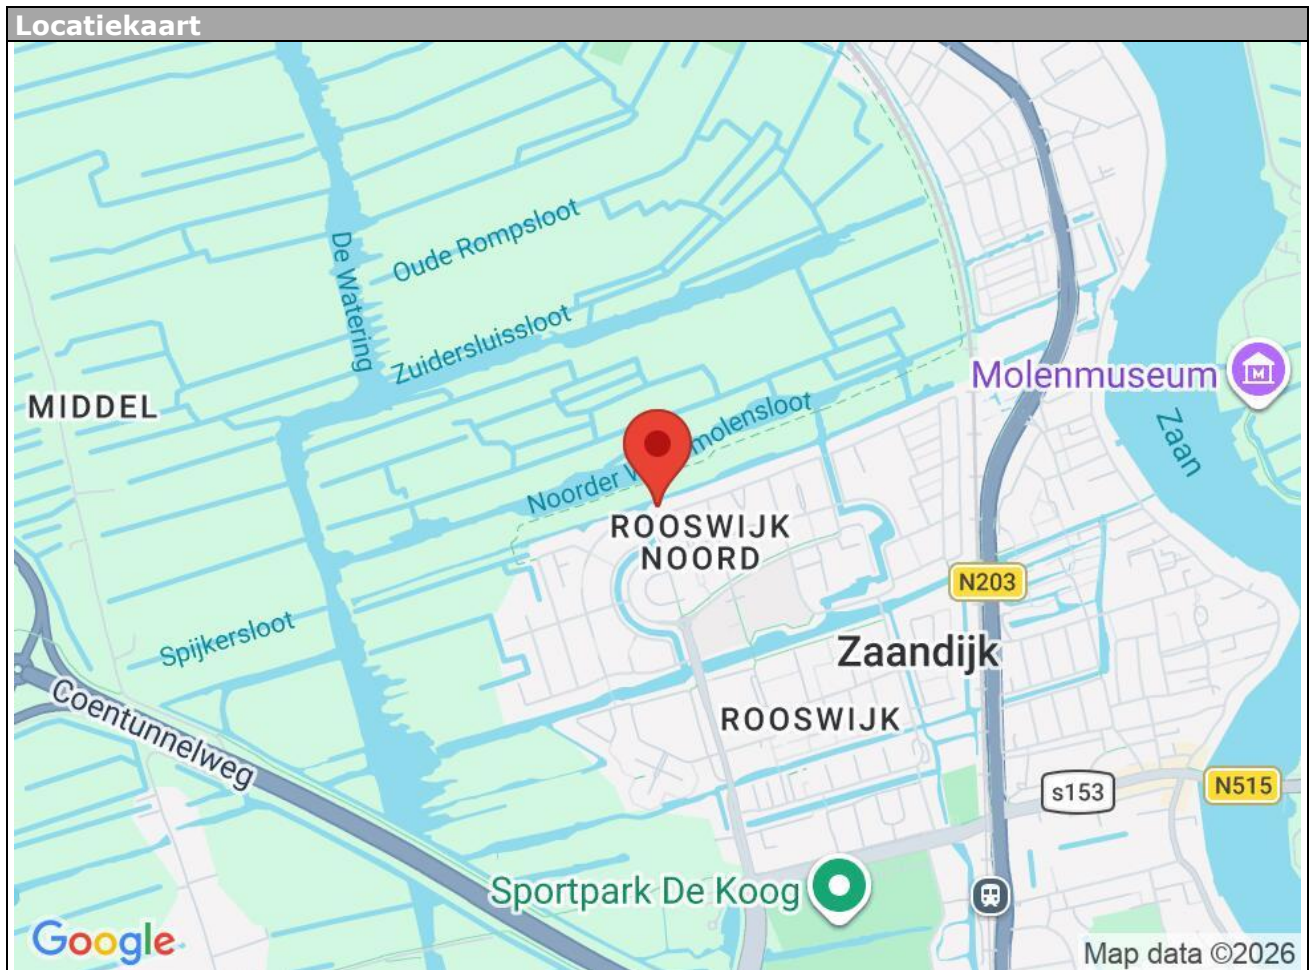 Locatiekaart
Oude Rompsloot
De Watering
Zuidersluissloot
Molenmuseum
MIDDEL
Zaan
Noorder W
molensloot
ROOSWIJK
NOORD
N203
Spijkersloot
Zaandijk
Coentunnelweg
ROOSWIJK
s153
N515
Sportpark De Koog
Google
Map data ©2026